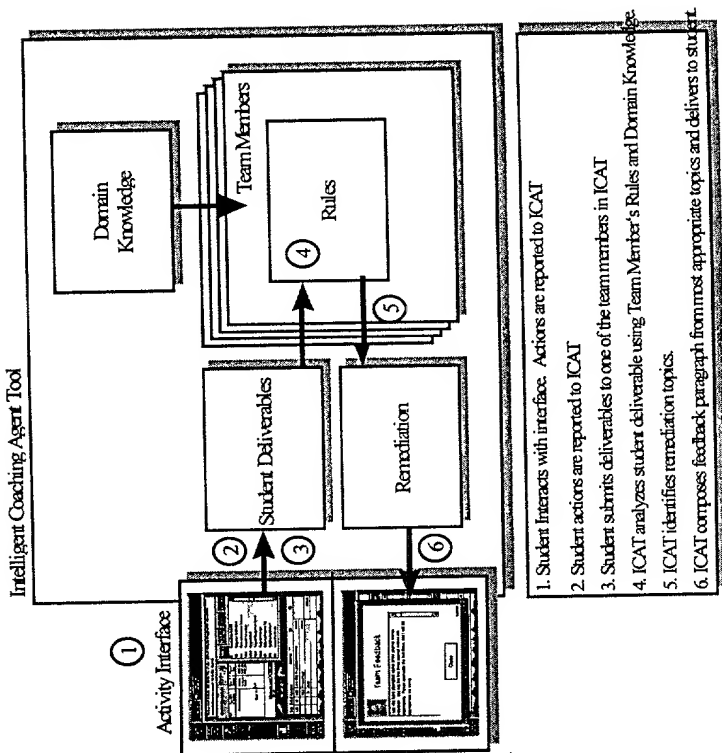 Intelligent Coaching Agent Tool
1
Activity Interface
2
3
Student Deliverables
Domain
Knowledge
Team Members
4
Rules
5
Remediation
6
Team Feedback
1. Student Interacts with interface. Actions are reported to ICAT
2. Student actions are reported to ICAT
3. Student submits deliverables to one of the team members in ICAT
4. ICAT analyzes student deliverable using Team Member's Rules and Domain Knowledge.
5. ICAT identifies remediation topics.
6. ICAT composes feedback paragraph from most appropriate topics and delivers to student.